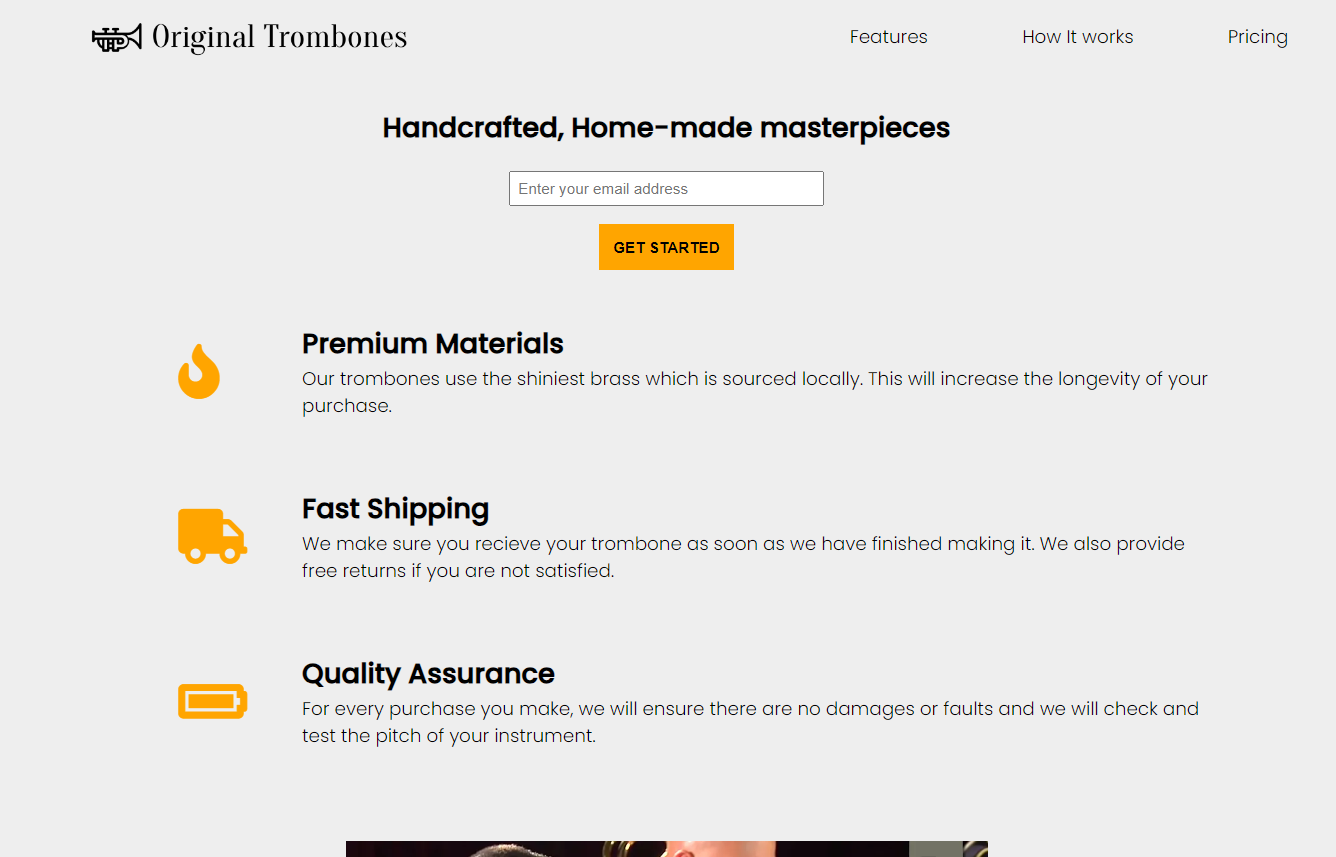 Original Trombones
Features
How It works
Pricing
Handcrafted, Home-made masterpieces
Enter your email address
GET STARTED
Premium Materials
Our trombones use the shiniest brass which is sourced locally. This will increase the longevity of your
purchase.
Fast Shipping
We make sure you recieve your trombone as soon as we have finished making it. We also provide
free returns if you are not satisfied.
Quality Assurance
For every purchase you make, we will ensure there are no damages or faults and we will check and
test the pitch of your instrument.